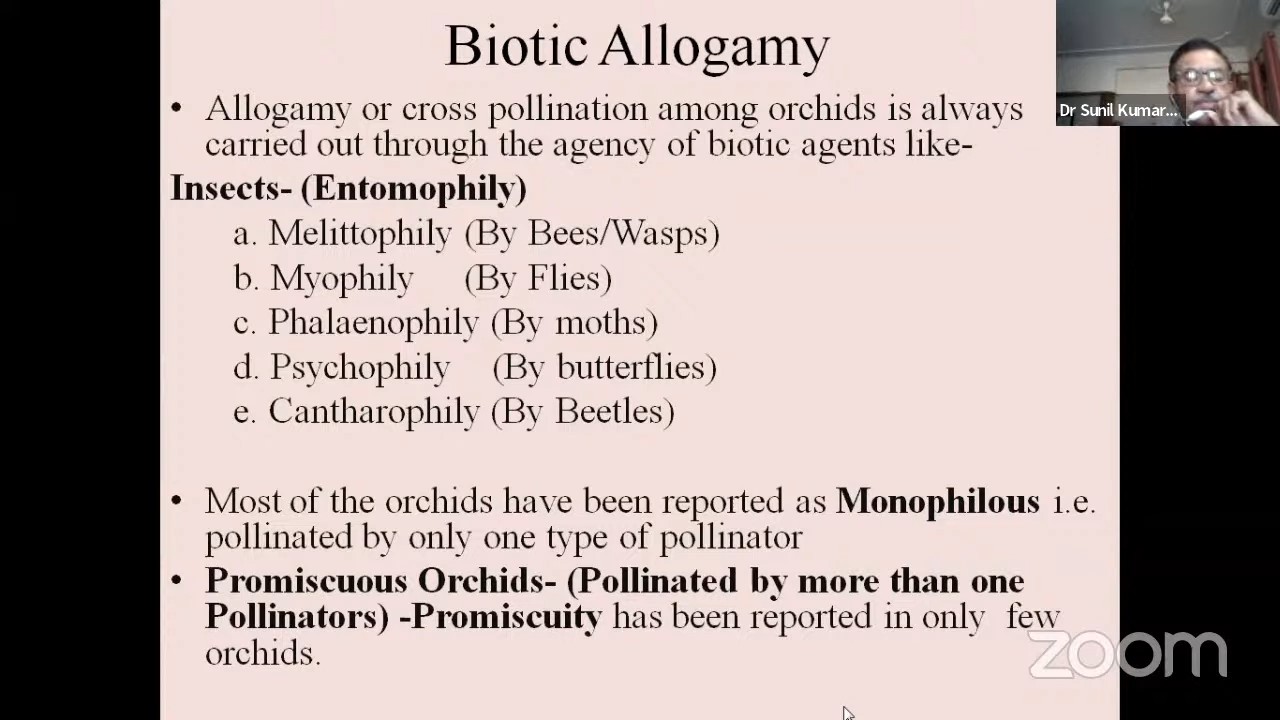 Biotic Allogamy
• Allogamy or cross pollination among orchids is always
carried out through the agency of biotic agents like-
Insects- (Entomophily)
a. Melittophily (By Bees/Wasps)
b. Myophily (By Flies)
c. Phalaenophily (By moths)
d. Psychophily (By butterflies)
e. Cantharophily (By Beetles)
• Most of the orchids have been reported as Monophilous i.e.
pollinated by only one type of pollinator
• Promiscuous Orchids- (Pollinated by more than one
Pollinators) -Promiscuity has been reported in only few
orchids.
Dr Sunil Kumar...
zoom